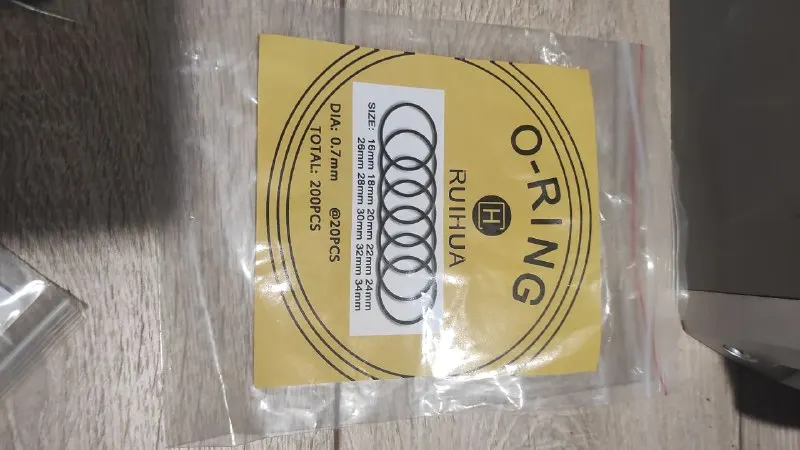 O-RING
H
RUIHUA
SIZE: 16mm 18mm 20mm 22mm 24mm
26mm 28mm 30mm 32mm 34mm
DIA: 0.7mm @20PCS
TOTAL: 200PCS